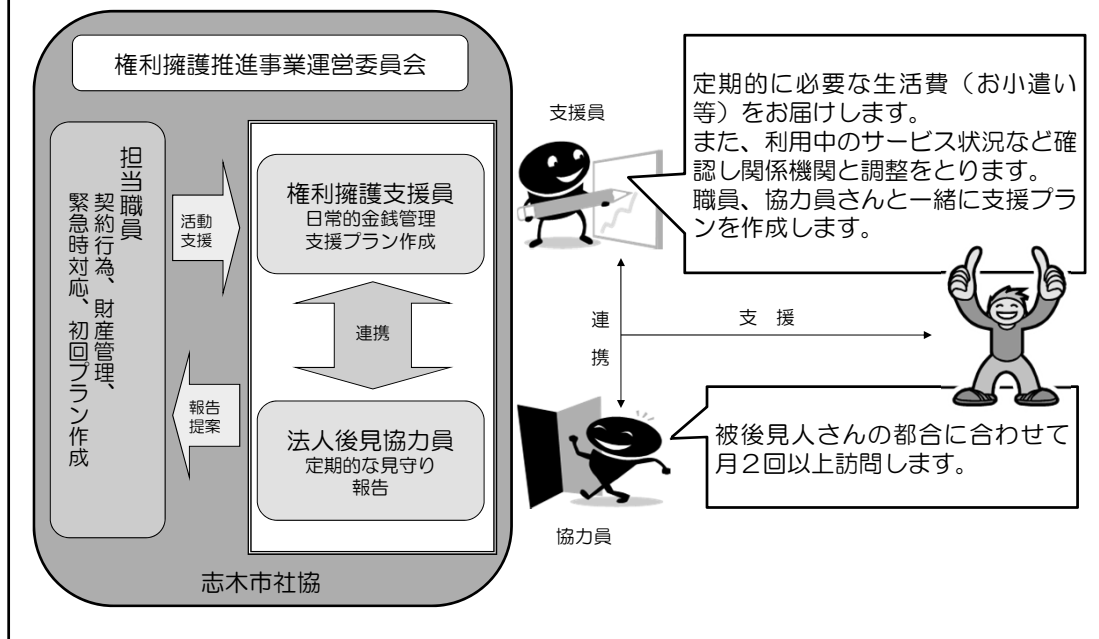 権利擁護推進事業運営委員会
担当職員
契約行為、財産管理、
緊急時対応、初回プラン作成
活動
支援
報告
提案
権利擁護支援員
日常的金銭管理
支援プラン作成
連携
法人後見協力員
定期的な見守り
報告
志木市社協
支援員
定期的に必要な生活費（お小遣い
等）をお届けします。
また、利用中のサービス状況など確
認し関係機関と調整をとります。
職員、協力員さんと一緒に支援プラ
ンを作成します。
連携
支　援
被後見人さんの都合に合わせて
月２回以上訪問します。
協力員